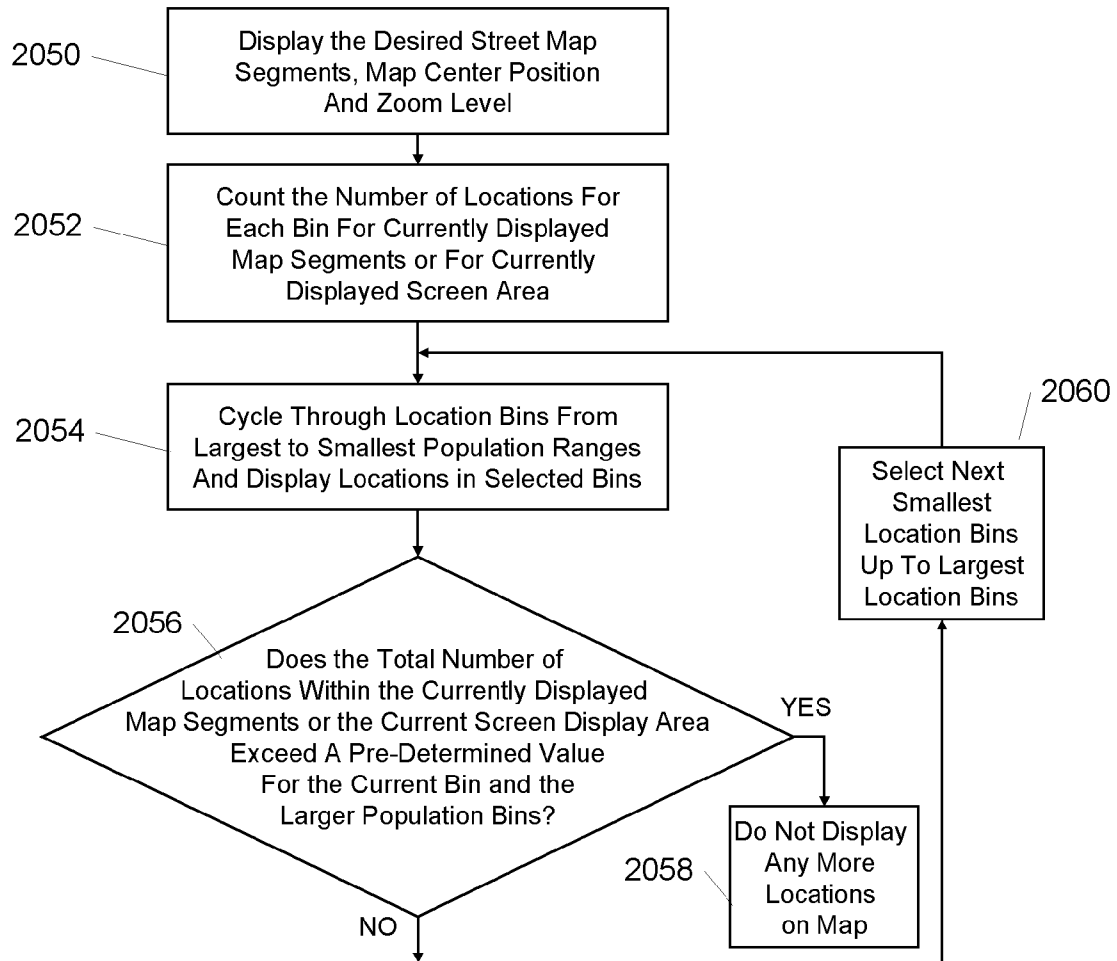 2050
Display the Desired Street Map
Segments, Map Center Position
And Zoom Level
2052
Count the Number of Locations For
Each Bin For Currently Displayed
Map Segments or For Currently
Displayed Screen Area
2054
Cycle Through Location Bins From
Largest to Smallest Population Ranges
And Display Locations in Selected Bins
2060
Select Next
Smallest
Location Bins
Up To Largest
Location Bins
2056
Does the Total Number of
Locations Within the Currently Displayed
Map Segments or the Current Screen Display Area
Exceed A Pre-Determined Value
For the Current Bin and the
Larger Population Bins?
YES
2058
Do Not Display
Any More
Locations
on Map
NO